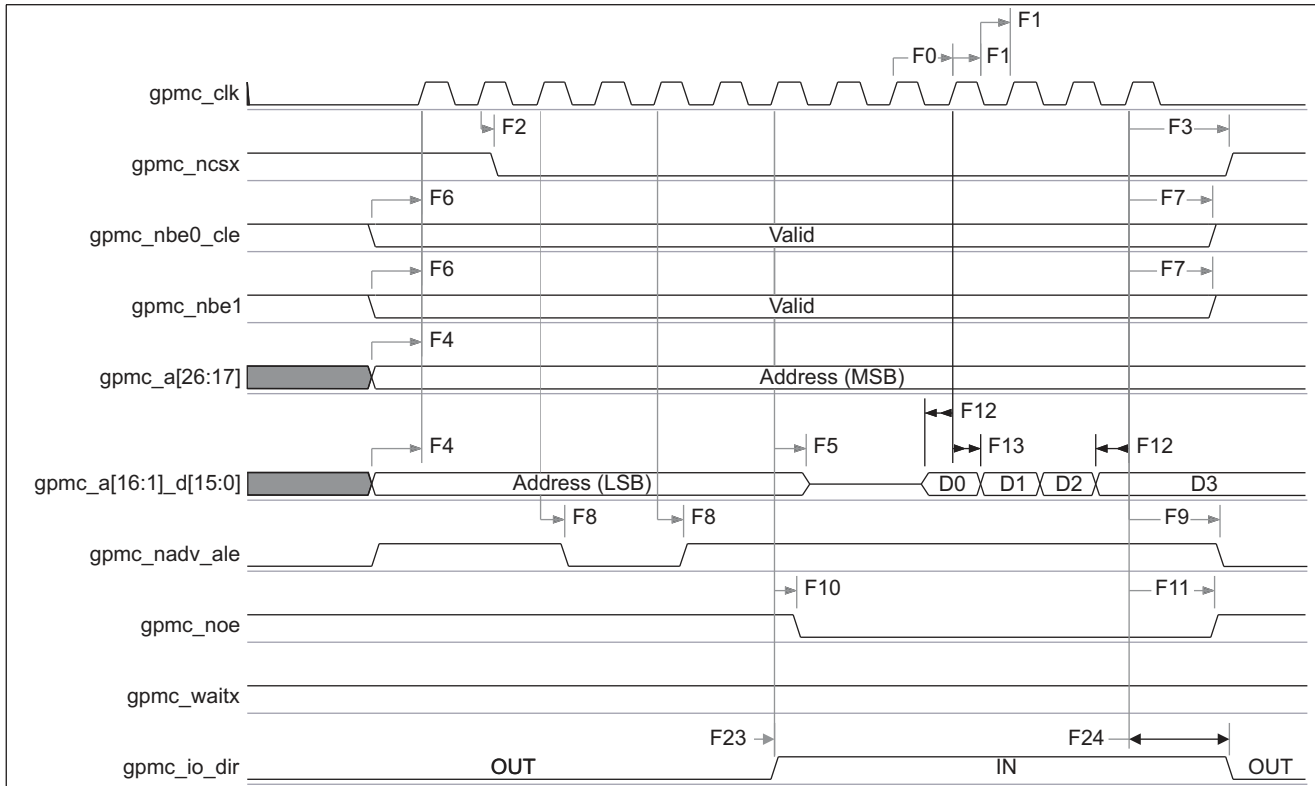 F1
F0 F1
gpmc_clk
F2 F3
gpmc_ncsx
F6 F7
gpmc_nbe0_cle Valid
F6 F7
gpmc_nbe1 Valid
F4
gpmc_a[26:17] Address (MSB)
F12
F4 F5 F13 F12
gpmc_a[16:1]_d[15:0] Address (LSB) D0 D1 D2 D3
F8 F8 F9
gpmc_nadv_ale
F10 F11
gpmc_noe
gpmc_waitx
F23 F24
gpmc_io_dir OUT IN OUT